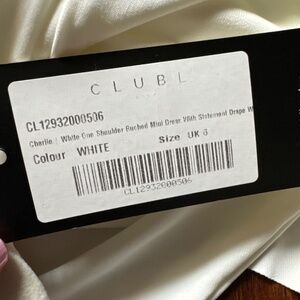 CLUBL
CL12932000506
Charlie | White One Shoulder Ruched Mini Dress With Statement Drape W
Colour WHITE Size UK 6
CL12932000506